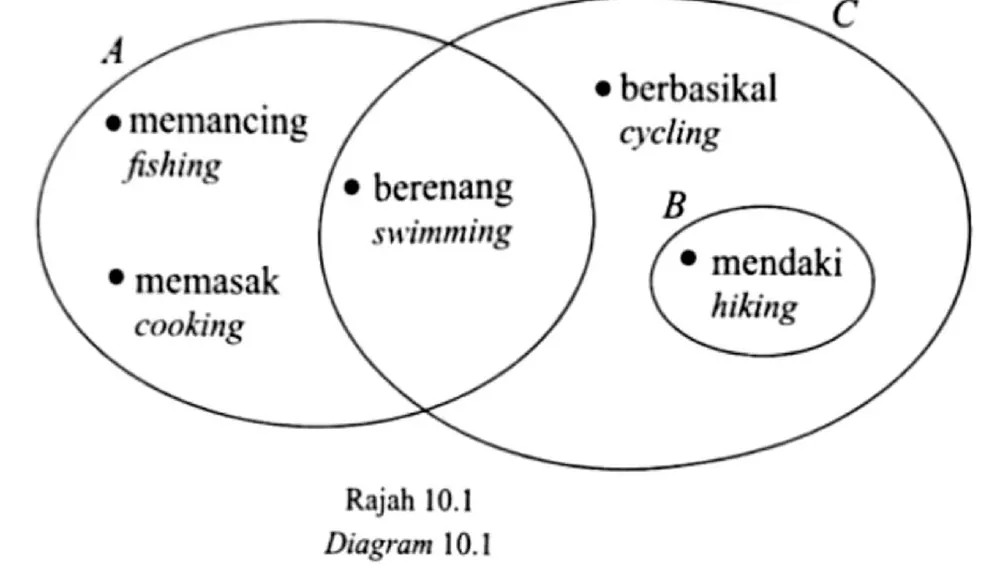 A
C
• memancing
fishing
• berbasikal
cycling
• berenang
swimming
B
• mendaki
hiking
• memasak
cooking
Rajah 10.1
Diagram 10.1